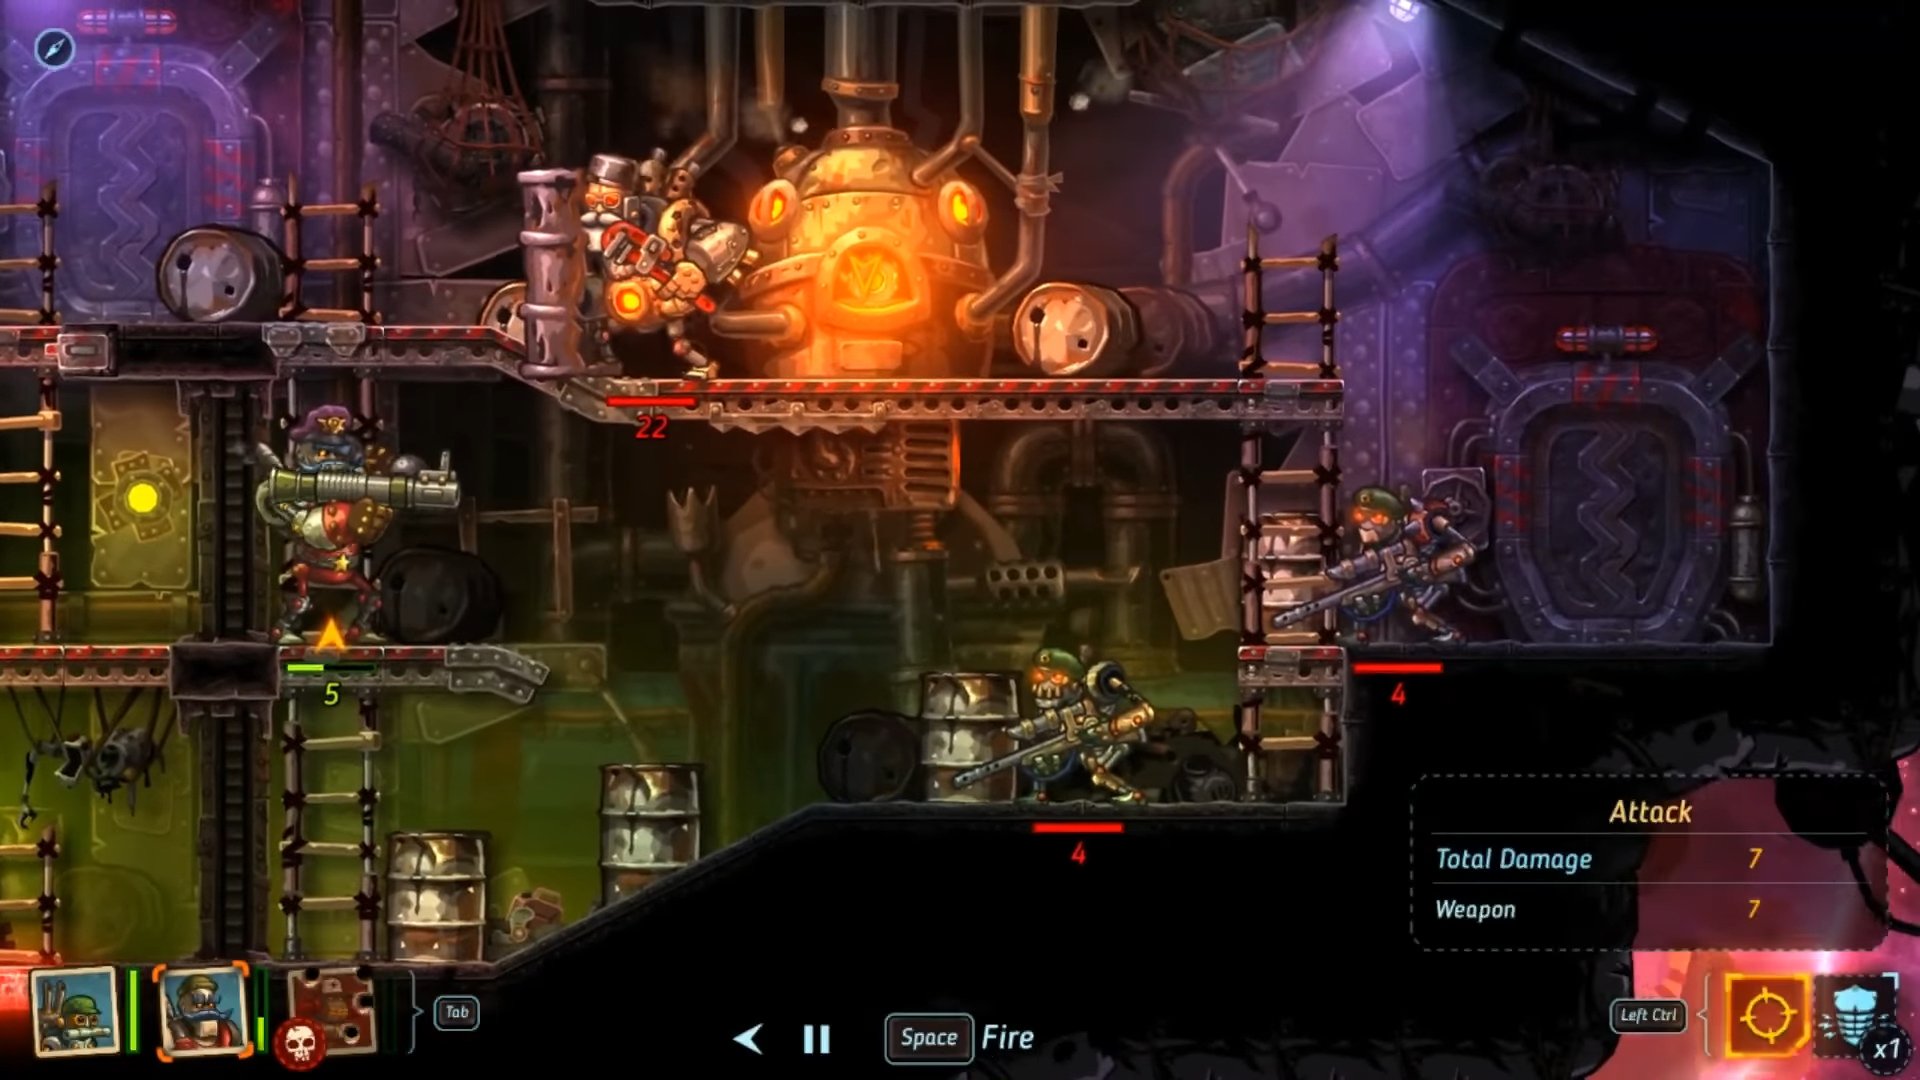 22
5
4
4
Attack
Total Damage 7
Weapon 7
Tab
Space Fire
Left Ctrl
x1